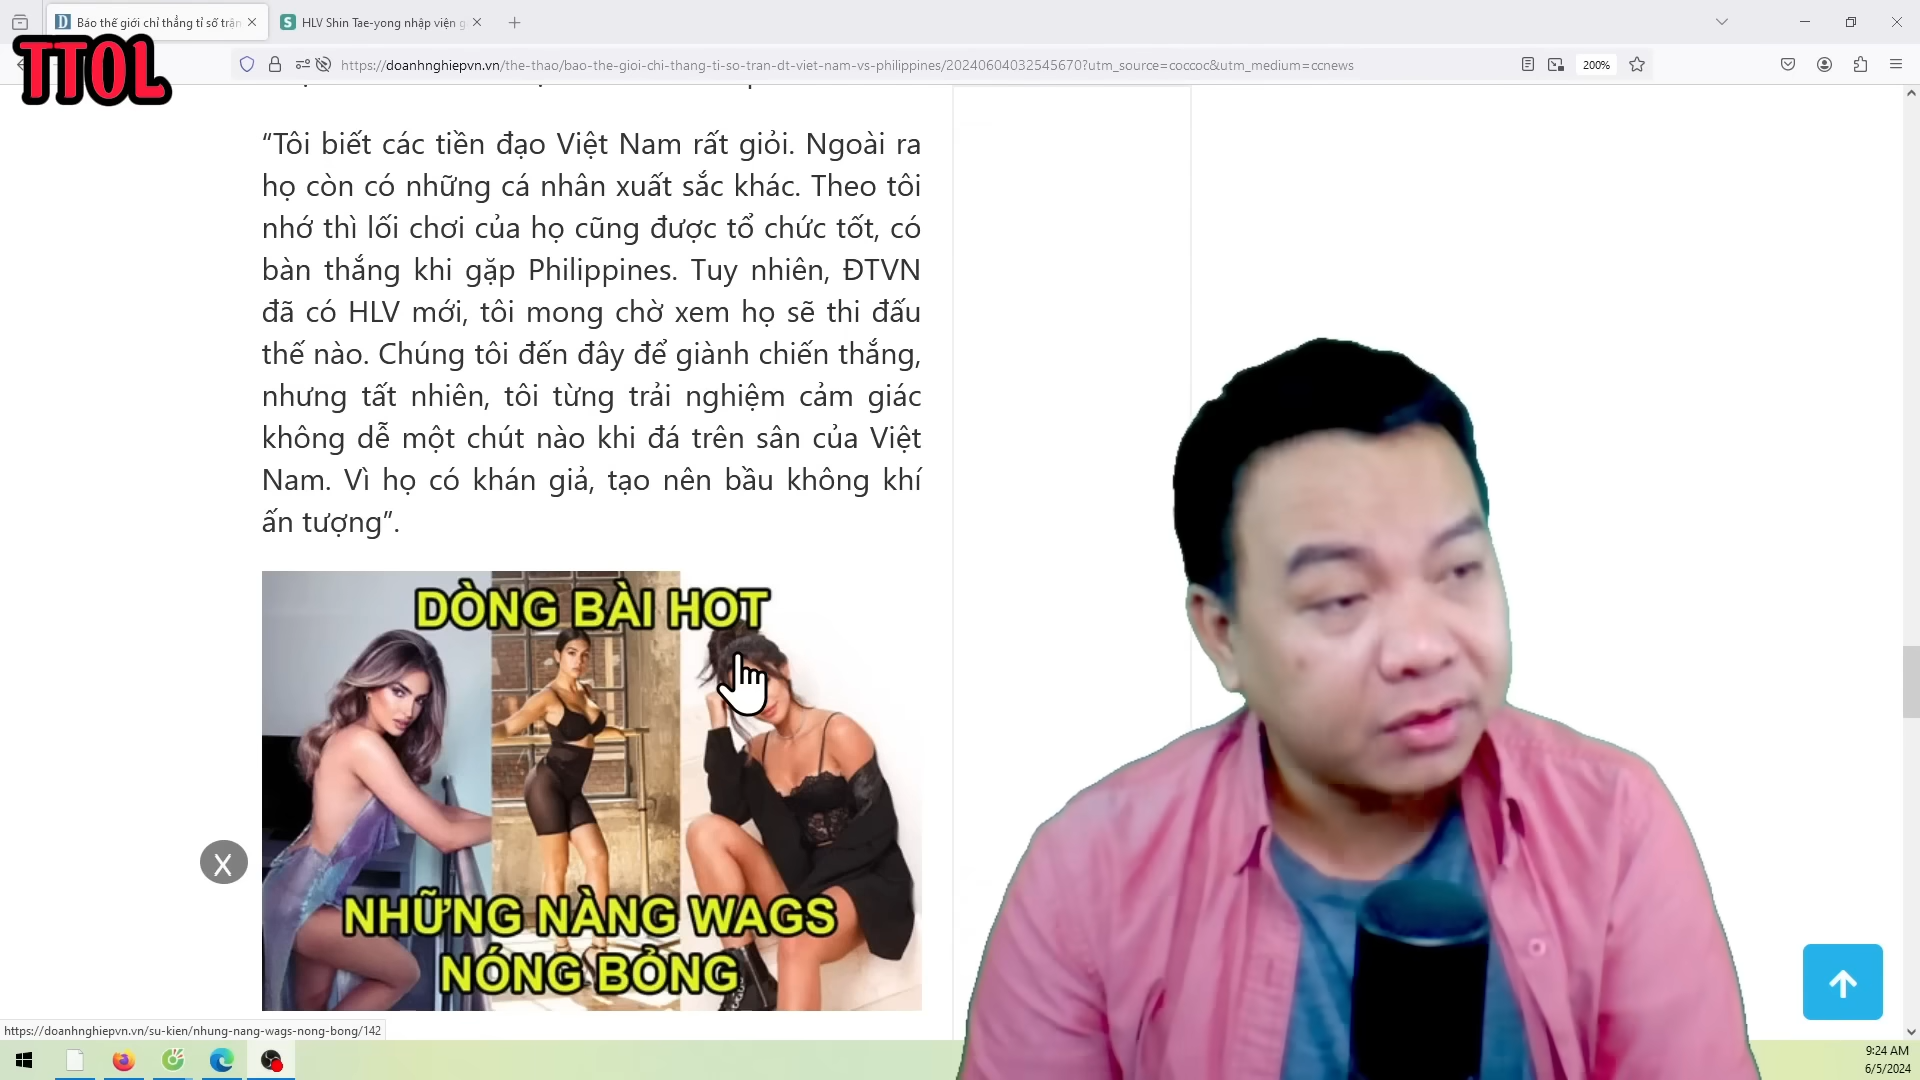 Báo thế giới chỉ thẳng tỉ số trận
HLV Shin Tae-yong nhập viện g
TTOL
https://doanhnghiepvn.vn/the-thao/bao-the-gioi-chi-thang-ti-so-tran-dt-viet-nam-vs-philippines/20240604032545670?utm_source=coccoc&utm_medium=ccnews
200%
“Tôi biết các tiền đạo Việt Nam rất giỏi. Ngoài ra
họ còn có những cá nhân xuất sắc khác. Theo tôi
nhớ thì lối chơi của họ cũng được tổ chức tốt, có
bàn thắng khi gặp Philippines. Tuy nhiên, ĐTVN
đã có HLV mới, tôi mong chờ xem họ sẽ thi đấu
thế nào. Chúng tôi đến đây để giành chiến thắng,
nhưng tất nhiên, tôi từng trải nghiệm cảm giác
không dễ một chút nào khi đá trên sân của Việt
Nam. Vì họ có khán giả, tạo nên bầu không khí
ấn tượng”.
DÒNG BÀI HOT
NHỮNG NÀNG WAGS
NÓNG BỎNG
X
https://doanhnghiepvn.vn/su-kien/nhung-nang-wags-nong-bong/142
9:24 AM
6/5/2024